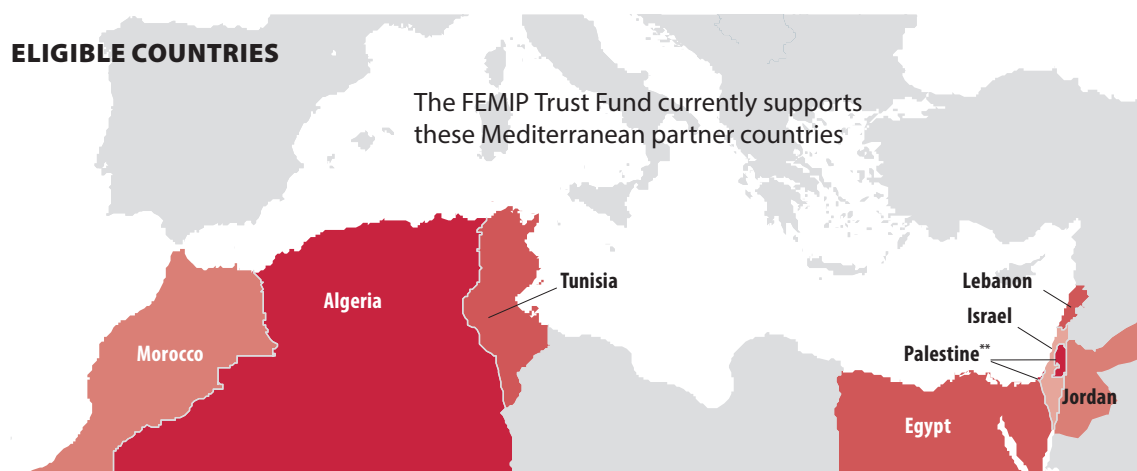 ELIGIBLE COUNTRIES
The FEMIP Trust Fund currently supports
these Mediterranean partner countries
Tunisia
Algeria
Morocco
Lebanon
Israel
Palestine**
Jordan
Egypt